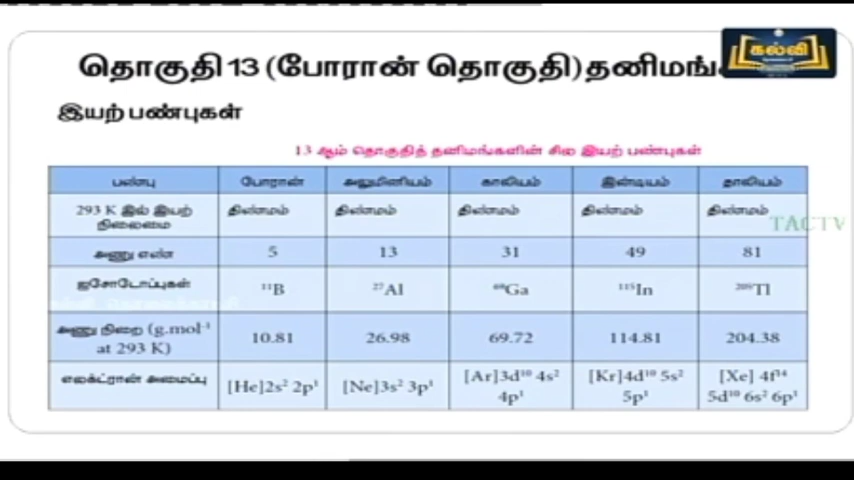 தொகுதி 13 (போரான் தொகுதி) தனிமங்க
கல்வி
இயற் பண்புகள்
13 ஆம் தொகுதித் தனிமங்களின் சில இயற் பண்புகள்
பண்பு போரான் அலுமினியம் காலியம் இன்டியம் தாலியம்
293 K இல் இயற் நிலைமை திண்மம் திண்மம் திண்மம் திண்மம் திண்மம்
TACTV
அணு எண் 5 13 31 49 81
ஐசோடோப்புகள் ¹¹B ²⁷Al ⁶⁹Ga ¹¹⁵In ²⁰⁹Tl
அணு நிறை (g.mol⁻¹ at 293 K) 10.81 26.98 69.72 114.81 204.38
எலக்ட்ரான் அமைப்பு [He]2s² 2p¹ [Ne]3s² 3p¹ [Ar]3d¹⁰ 4s² 4p¹ [Kr]4d¹⁰ 5s² 5p¹ [Xe] 4f¹⁴ 5d¹⁰ 6s² 6p¹